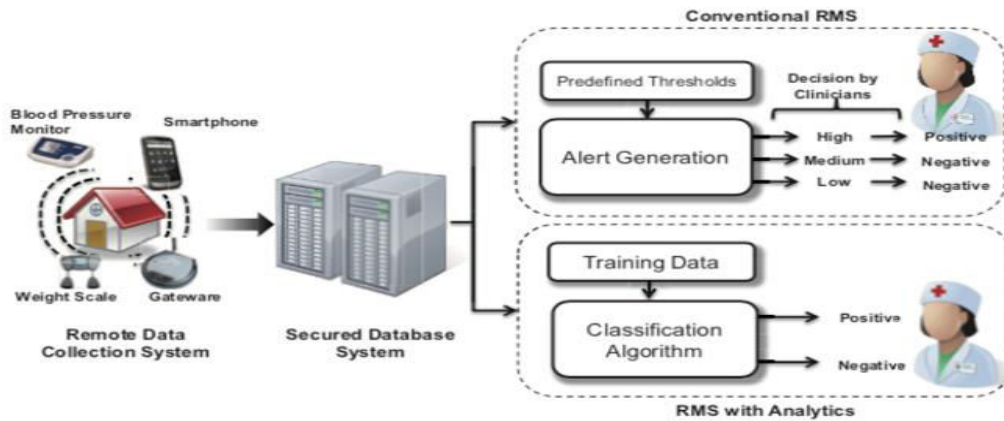 Conventional RMS
Predefined Thresholds
Decision by
Clinicians
Alert Generation
High
Positive
Medium
Negative
Low
Negative
Blood Pressure
Monitor
Smartphone
Weight Scale
Gateware
Remote Data
Collection System
Secured Database
System
Training Data
Classification
Algorithm
Positive
Negative
RMS with Analytics